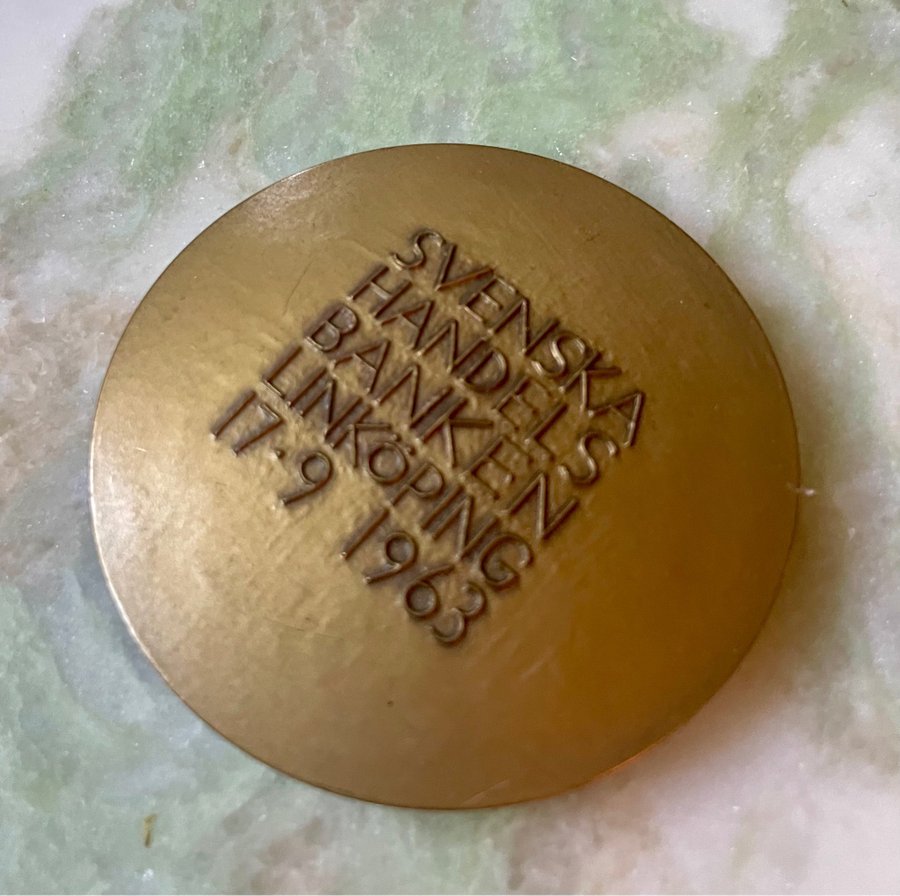 SVENSKA
HANDELS
BANKEN
LINKÖPING
17.9 1963